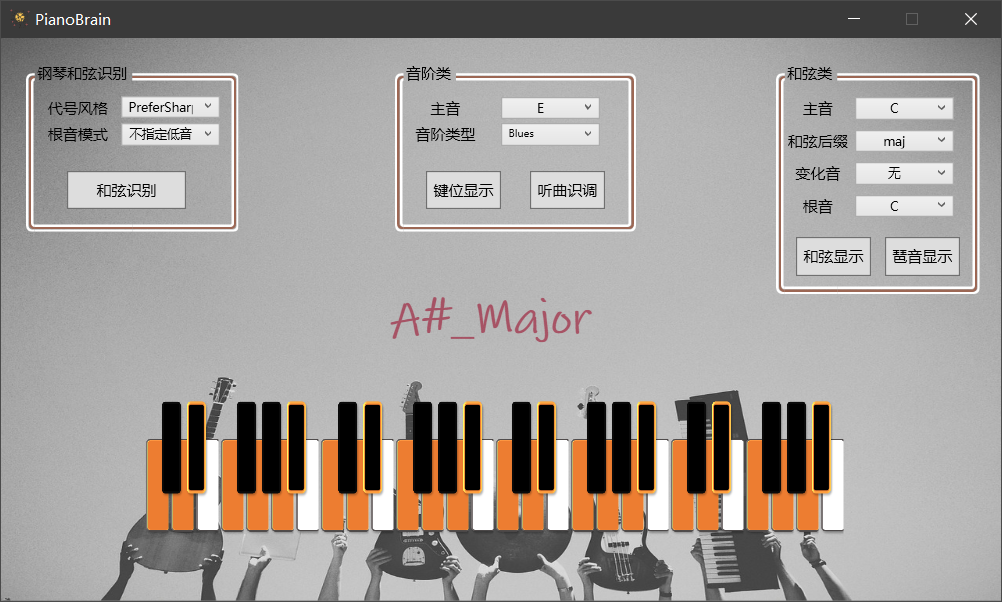 PianoBrain
钢琴和弦识别
代号风格 PreferShar
根音模式 不指定低音
和弦识别
音阶类
主音 E
音阶类型 Blues
键位显示 听曲识调
和弦类
主音 C
和弦后缀 maj
变化音 无
根音 C
和弦显示 琶音显示
A#_Major